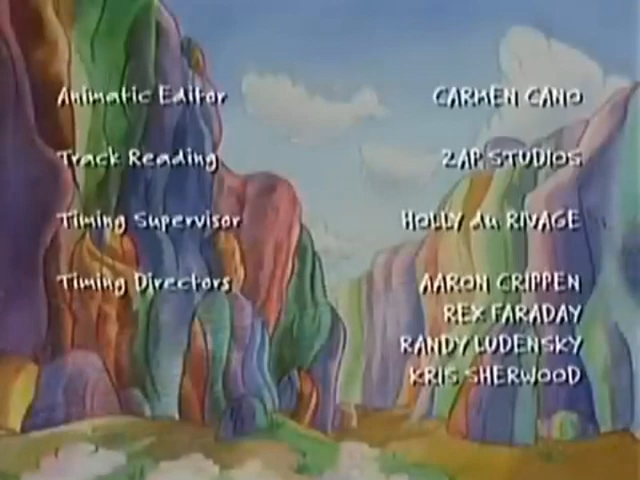 Animatic Editor CARMEN CANO
Track Reading ZAP STUDIOS
Timing Supervisor HOLLY du RIVAGE
Timing Directors AARON CRIPPEN
REX FARADAY
RANDY LUDENSKY
KRIS SHERWOOD